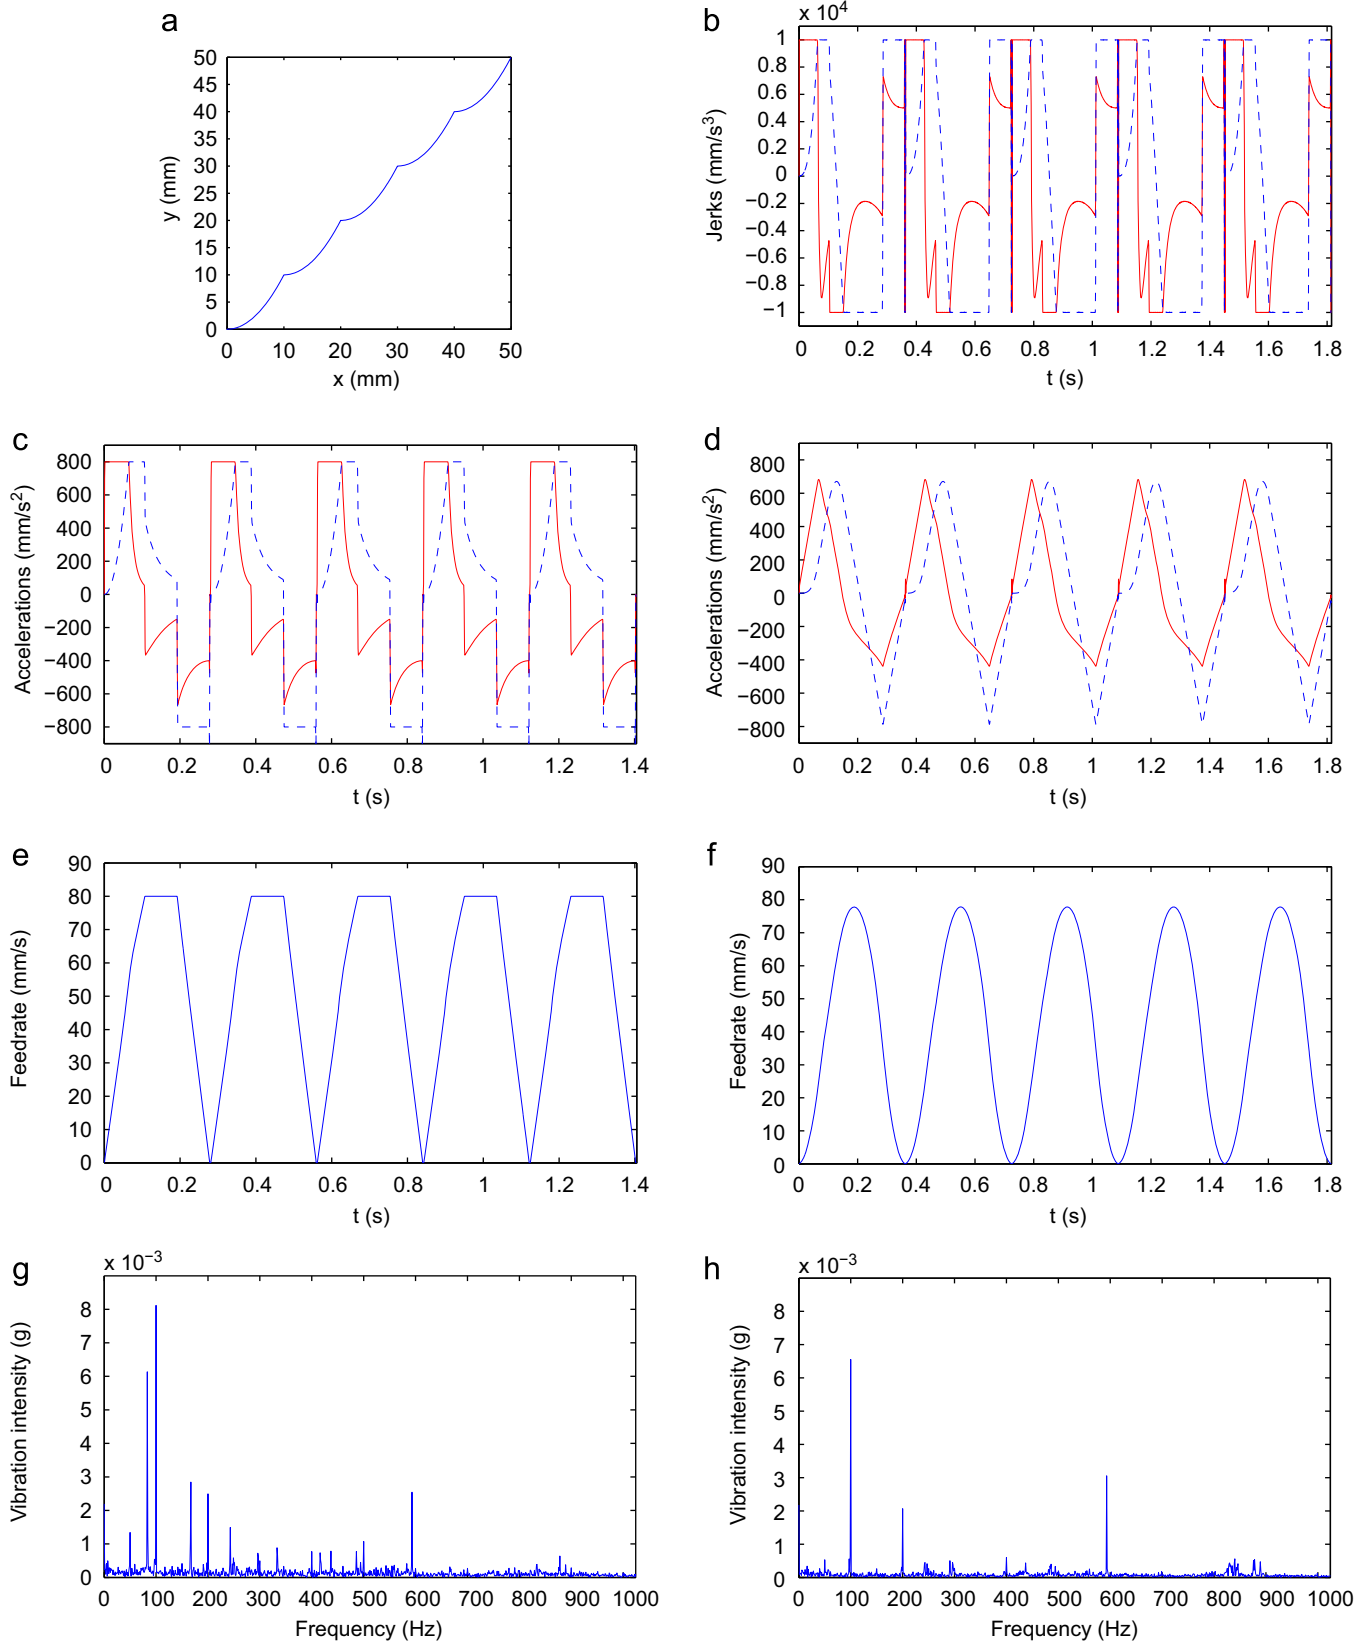 a
50
45
40
35
30
25
20
15
10
5
0
y (mm)
0 10 20 30 40 50
x (mm)
b
x 10⁴
1
0.8
0.6
0.4
0.2
0
−0.2
−0.4
−0.6
−0.8
−1
Jerks (mm/s³)
0 0.2 0.4 0.6 0.8 1 1.2 1.4 1.6 1.8
t (s)
c
800
600
400
200
0
−200
−400
−600
−800
Accelerations (mm/s²)
0 0.2 0.4 0.6 0.8 1 1.2 1.4
t (s)
d
800
600
400
200
0
−200
−400
−600
−800
Accelerations (mm/s²)
0 0.2 0.4 0.6 0.8 1 1.2 1.4 1.6 1.8
t (s)
e
90
80
70
60
50
40
30
20
10
0
Feedrate (mm/s)
0 0.2 0.4 0.6 0.8 1 1.2 1.4
t (s)
f
90
80
70
60
50
40
30
20
10
0
Feedrate (mm/s)
0 0.2 0.4 0.6 0.8 1 1.2 1.4 1.6 1.8
t (s)
g
x 10⁻³
8
7
6
5
4
3
2
1
0
Vibration intensity (g)
0 100 200 300 400 500 600 700 800 900 1000
Frequency (Hz)
h
x 10⁻³
8
7
6
5
4
3
2
1
0
Vibration intensity (g)
0 100 200 300 400 500 600 700 800 900 1000
Frequency (Hz)